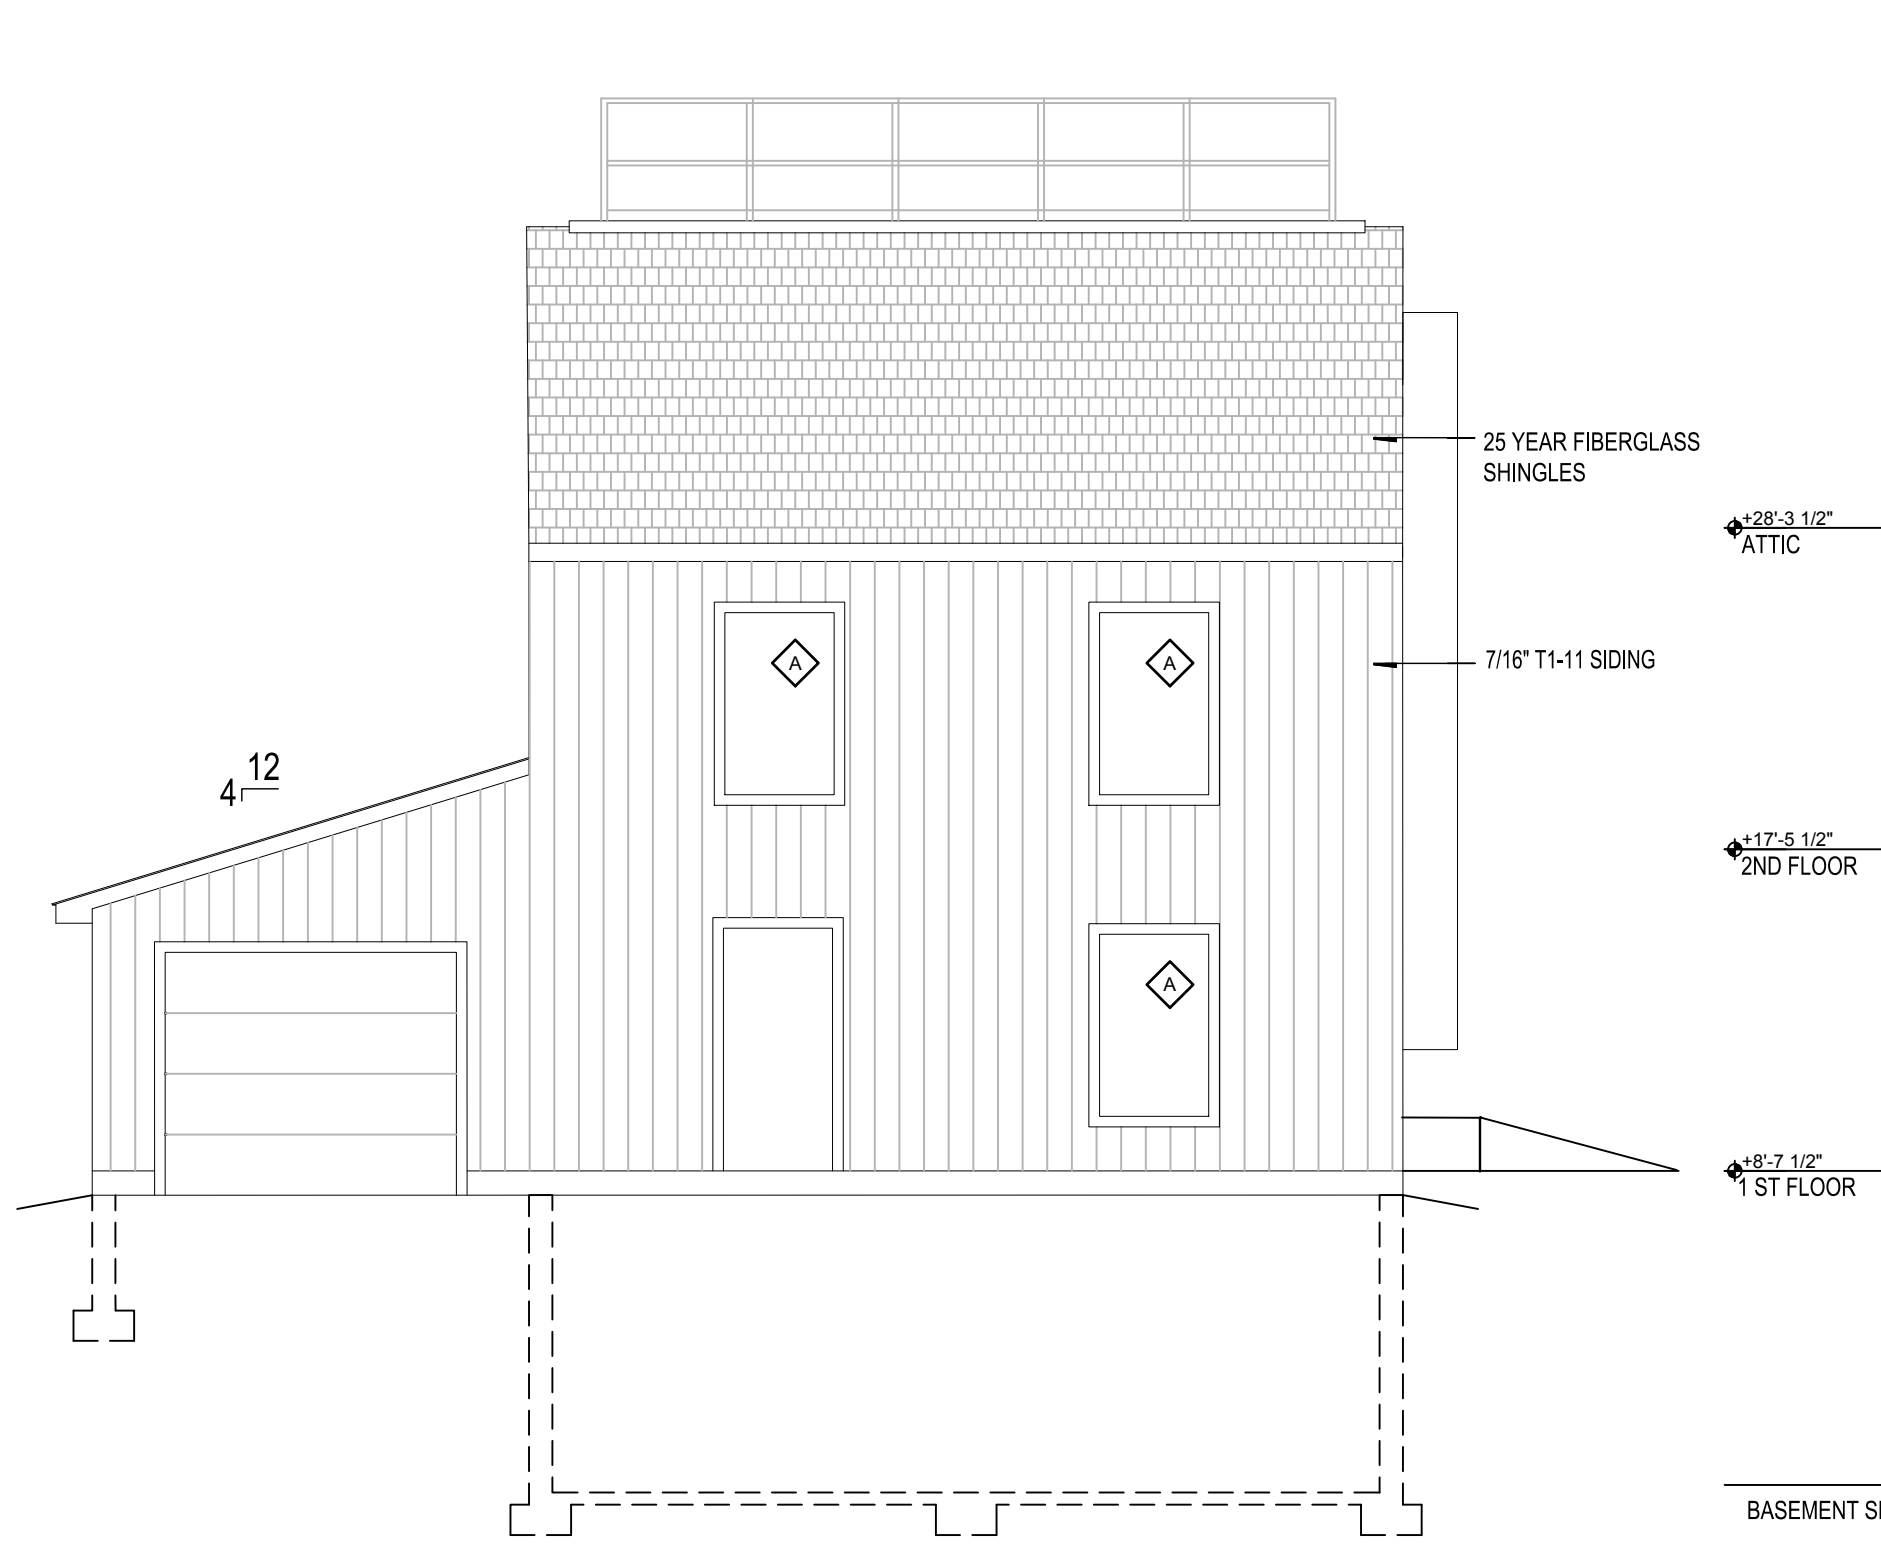 25 YEAR FIBERGLASS
SHINGLES
+28'-3 1/2"
ATTIC
A
A
7/16" T1-11 SIDING
12
4
+17'-5 1/2"
2ND FLOOR
A
+8'-7 1/2"
1 ST FLOOR
BASEMENT